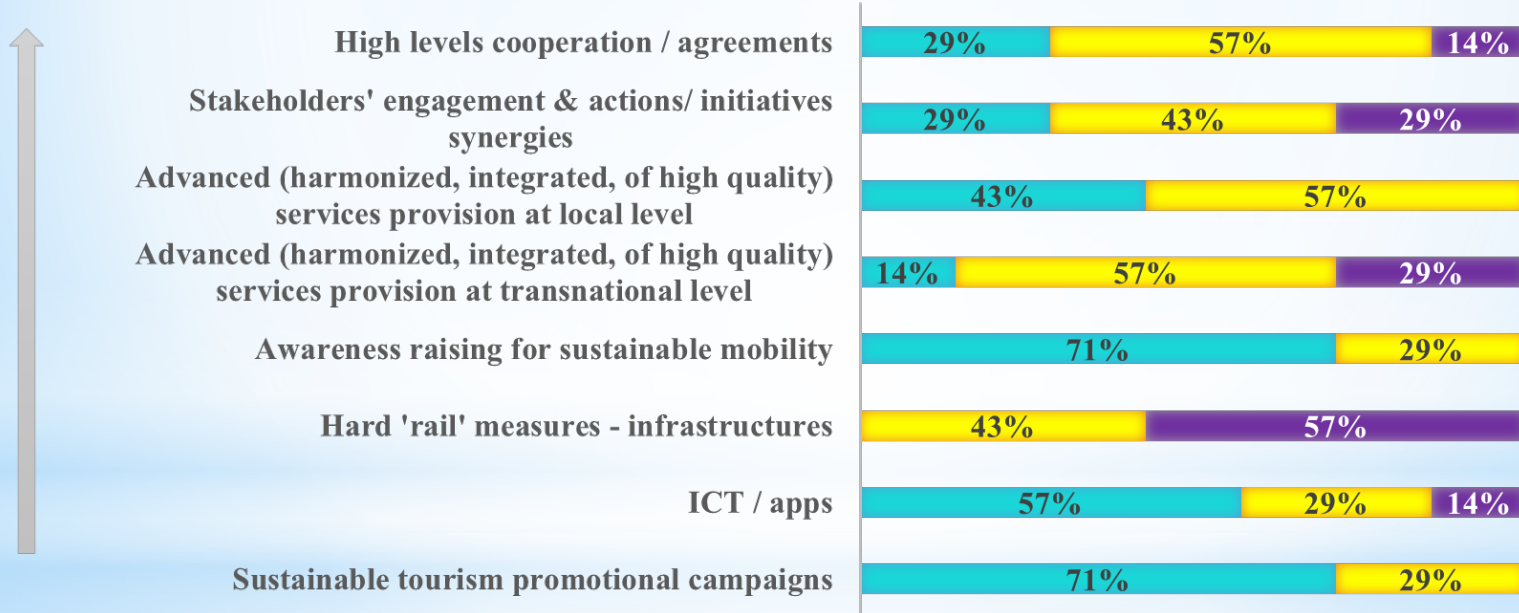 High levels cooperation / agreements
29% 57% 14%
Stakeholders' engagement & actions/ initiatives
synergies
29% 43% 29%
Advanced (harmonized, integrated, of high quality)
services provision at local level
43% 57%
Advanced (harmonized, integrated, of high quality)
services provision at transnational level
14% 57% 29%
Awareness raising for sustainable mobility
71% 29%
Hard 'rail' measures - infrastructures
43% 57%
ICT / apps
57% 29% 14%
Sustainable tourism promotional campaigns
71% 29%